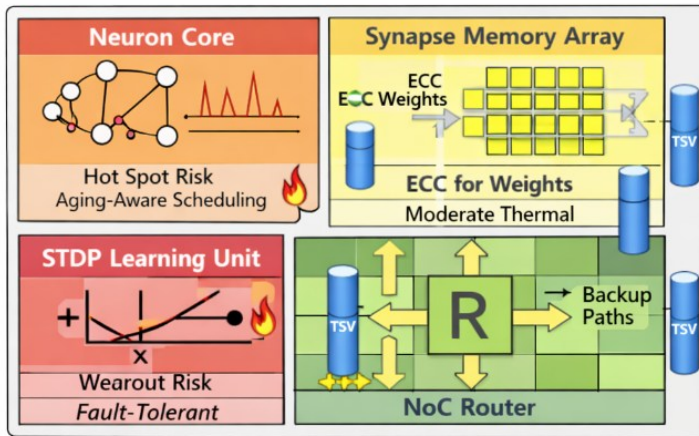 Neuron Core
Hot Spot Risk
Aging-Aware Scheduling
Synapse Memory Array
ECC
Weights
TSV
ECC for Weights
Moderate Thermal
STDP Learning Unit
+
x
Wearout Risk
Fault-Tolerant
TSV
R
→ Backup
Paths
TSV
NoC Router